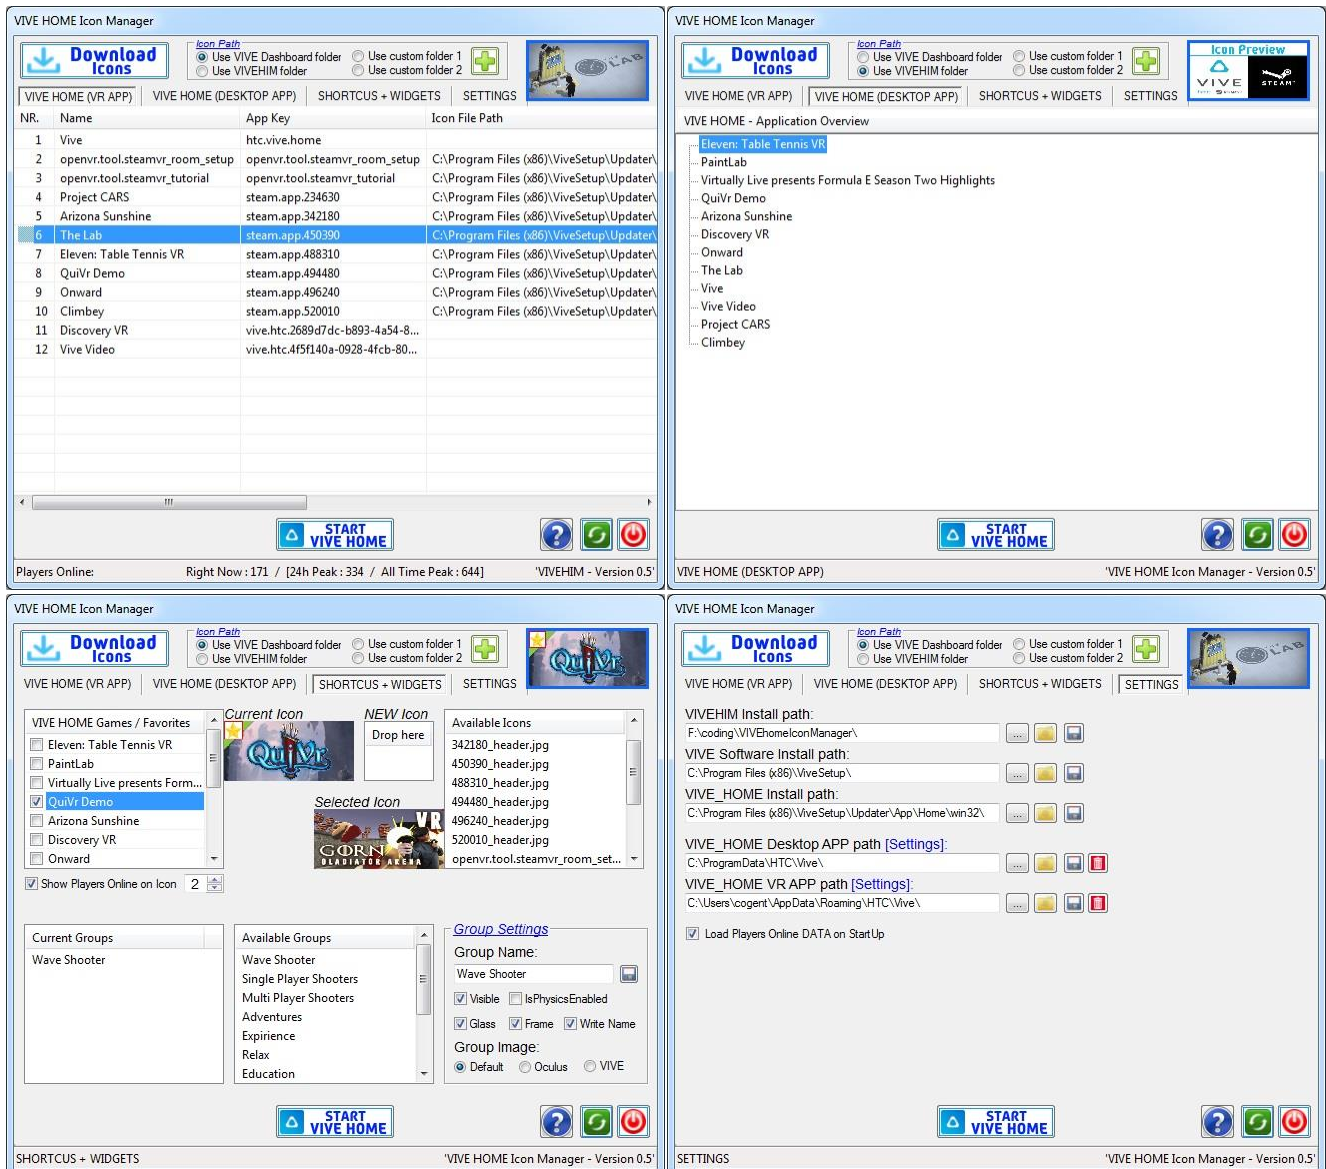 VIVE HOME Icon Manager
Download Icons
Icon Path
Use VIVE Dashboard folder
Use custom folder 1
Use VIVEHIM folder
Use custom folder 2
THE LAB
VIVE HOME (VR APP)
VIVE HOME (DESKTOP APP)
SHORTCUS + WIDGETS
SETTINGS
NR. Name App Key Icon File Path
1 Vive htc.vive.home
2 openvr.tool.steamvr_room_setup openvr.tool.steamvr_room_setup C:\Program Files (x86)\ViveSetup\Updater\
3 openvr.tool.steamvr_tutorial openvr.tool.steamvr_tutorial C:\Program Files (x86)\ViveSetup\Updater\
4 Project CARS steam.app.234630 C:\Program Files (x86)\ViveSetup\Updater\
5 Arizona Sunshine steam.app.342180 C:\Program Files (x86)\ViveSetup\Updater\
6 The Lab steam.app.450390 C:\Program Files (x86)\ViveSetup\Updater\
7 Eleven: Table Tennis VR steam.app.488310 C:\Program Files (x86)\ViveSetup\Updater\
8 QuiVr Demo steam.app.494480 C:\Program Files (x86)\ViveSetup\Updater\
9 Onward steam.app.496240 C:\Program Files (x86)\ViveSetup\Updater\
10 Climbey steam.app.520010 C:\Program Files (x86)\ViveSetup\Updater\
11 Discovery VR vive.htc.2689d7dc-b893-4a54-8...
12 Vive Video vive.htc.4f5f140a-0928-4fcb-80...
START VIVE HOME
?
Players Online: Right Now : 171 / [24h Peak : 334 / All Time Peak : 644] 'VIVEHIM - Version 0.5'
VIVE HOME Icon Manager
Download Icons
Icon Path
Use VIVE Dashboard folder
Use custom folder 1
Use VIVEHIM folder
Use custom folder 2
Icon Preview
VIVE
STEAM
VIVE HOME (VR APP)
VIVE HOME (DESKTOP APP)
SHORTCUS + WIDGETS
SETTINGS
VIVE HOME - Application Overview
Eleven: Table Tennis VR
PaintLab
Virtually Live presents Formula E Season Two Highlights
QuiVr Demo
Arizona Sunshine
Discovery VR
Onward
The Lab
Vive
Vive Video
Project CARS
Climbey
START VIVE HOME
?
VIVE HOME (DESKTOP APP) 'VIVE HOME Icon Manager - Version 0.5'
VIVE HOME Icon Manager
Download Icons
Icon Path
Use VIVE Dashboard folder
Use custom folder 1
Use VIVEHIM folder
Use custom folder 2
QuiVr
VIVE HOME (VR APP)
VIVE HOME (DESKTOP APP)
SHORTCUS + WIDGETS
SETTINGS
VIVE HOME Games / Favorites
Eleven: Table Tennis VR
PaintLab
Virtually Live presents Form...
QuiVr Demo
Arizona Sunshine
Discovery VR
Onward
Show Players Online on Icon 2
Current Icon
QuiVr
NEW Icon
Drop here
Selected Icon
VR
GORN
GLADIATOR ARENA
Available Icons
342180_header.jpg
450390_header.jpg
488310_header.jpg
494480_header.jpg
496240_header.jpg
520010_header.jpg
openvr.tool.steamvr_room_set...
Current Groups
Wave Shooter
Available Groups
Wave Shooter
Single Player Shooters
Multi Player Shooters
Adventures
Expirience
Relax
Education
Group Settings
Group Name:
Wave Shooter
Visible IsPhysicsEnabled
Glass Frame Write Name
Group Image:
Default Oculus VIVE
START VIVE HOME
?
SHORTCUS + WIDGETS 'VIVE HOME Icon Manager - Version 0.5'
VIVE HOME Icon Manager
Download Icons
Icon Path
Use VIVE Dashboard folder
Use custom folder 1
Use VIVEHIM folder
Use custom folder 2
THE LAB
VIVE HOME (VR APP)
VIVE HOME (DESKTOP APP)
SHORTCUS + WIDGETS
SETTINGS
VIVEHIM Install path:
F:\coding\VIVEhomeIconManager\
...
VIVE Software Install path:
C:\Program Files (x86)\ViveSetup\
...
VIVE_HOME Install path:
C:\Program Files (x86)\ViveSetup\Updater\App\Home\win32\
...
VIVE_HOME Desktop APP path [Settings]:
C:\ProgramData\HTC\Vive\
...
VIVE_HOME VR APP path [Settings]:
C:\Users\cogent\AppData\Roaming\HTC\Vive\
...
Load Players Online DATA on StartUp
START VIVE HOME
?
SETTINGS 'VIVE HOME Icon Manager - Version 0.5'